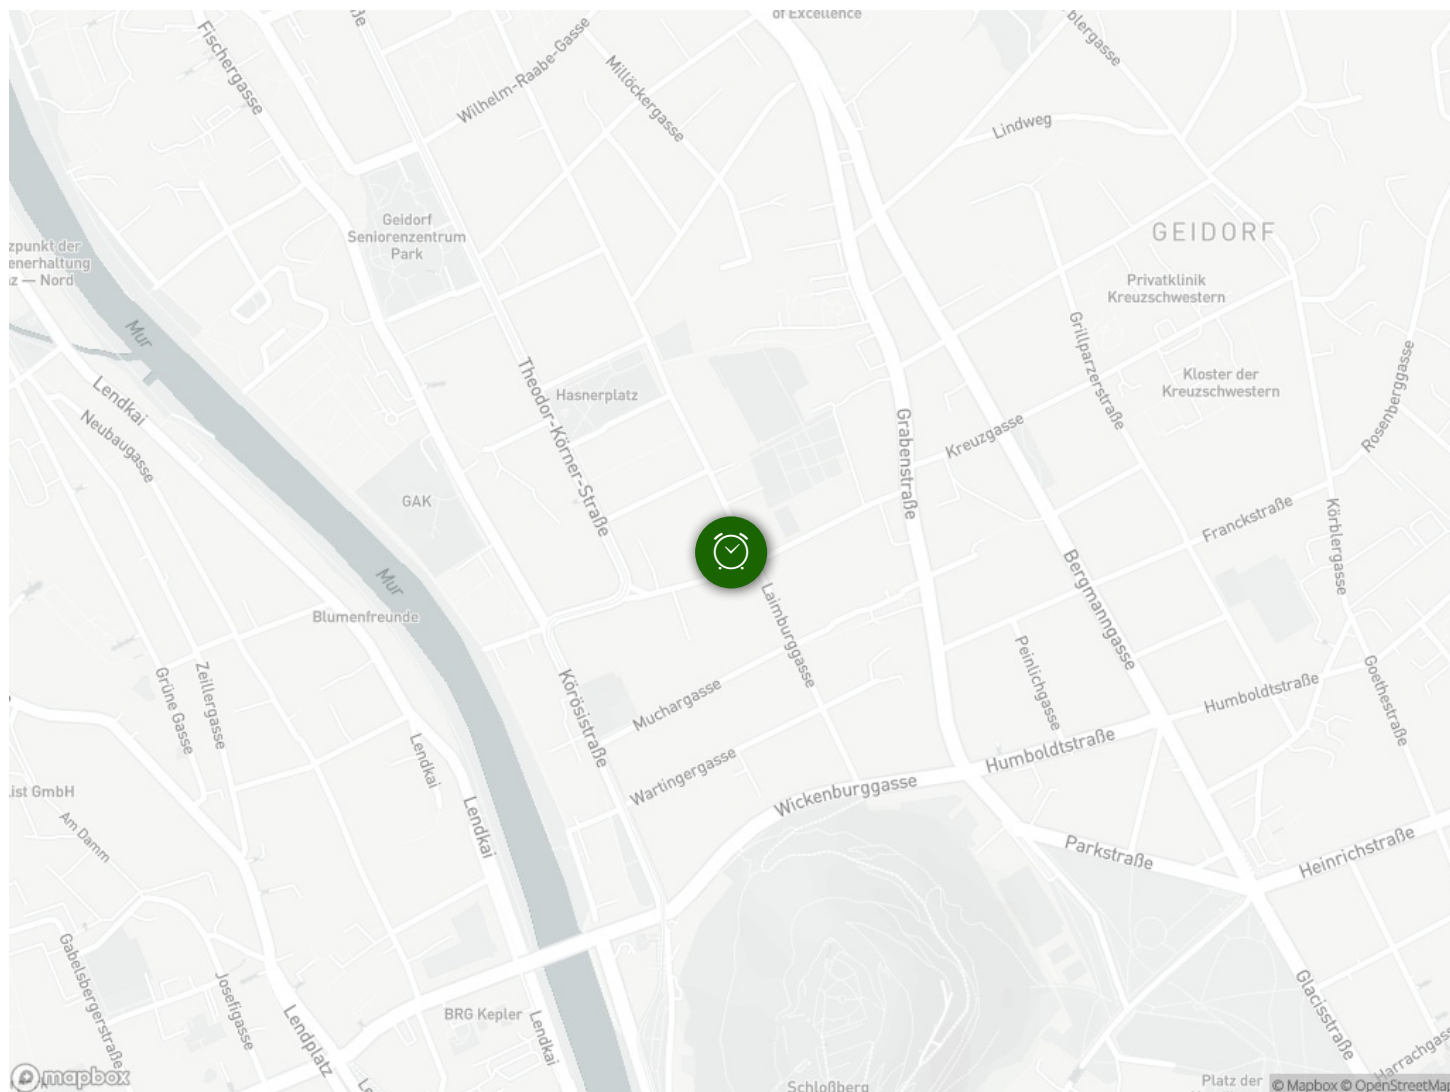 of Excellence
Fischergasse
Wilhelm-Raabe-Gasse
Millöckergasse
Lindweg
Geidorf
Seniorenzentrum
Park
GEIDORF
Privatklinik
Kreuzschwestern
Mur
Lendkai
Neubaugasse
Theodor-Körner-Straße
Hasnerplatz
Grillparzerstraße
Kloster der
Kreuzschwestern
Rosenberggasse
Grabenstraße
Kreuzgasse
GAK
Franckstraße
Körblergasse
Mur
Blumenfreunde
Laimburggasse
Bergmanngasse
Peinlichgasse
Goethestraße
Grüne Gasse
Zeillergasse
Körösistraße
Muchargasse
Humboldtstraße
Humboldtstraße
Lendkai
Wartingergasse
Wickenburggasse
Am Damm
Lendkai
Parkstraße
Heinrichstraße
Gabelsbergerstraße
Josefigasse
Lendplatz
BRG Kepler
Lendkai
Glacisstraße
Schloßberg
Platz der
mapbox
© Mapbox © OpenStreetMap